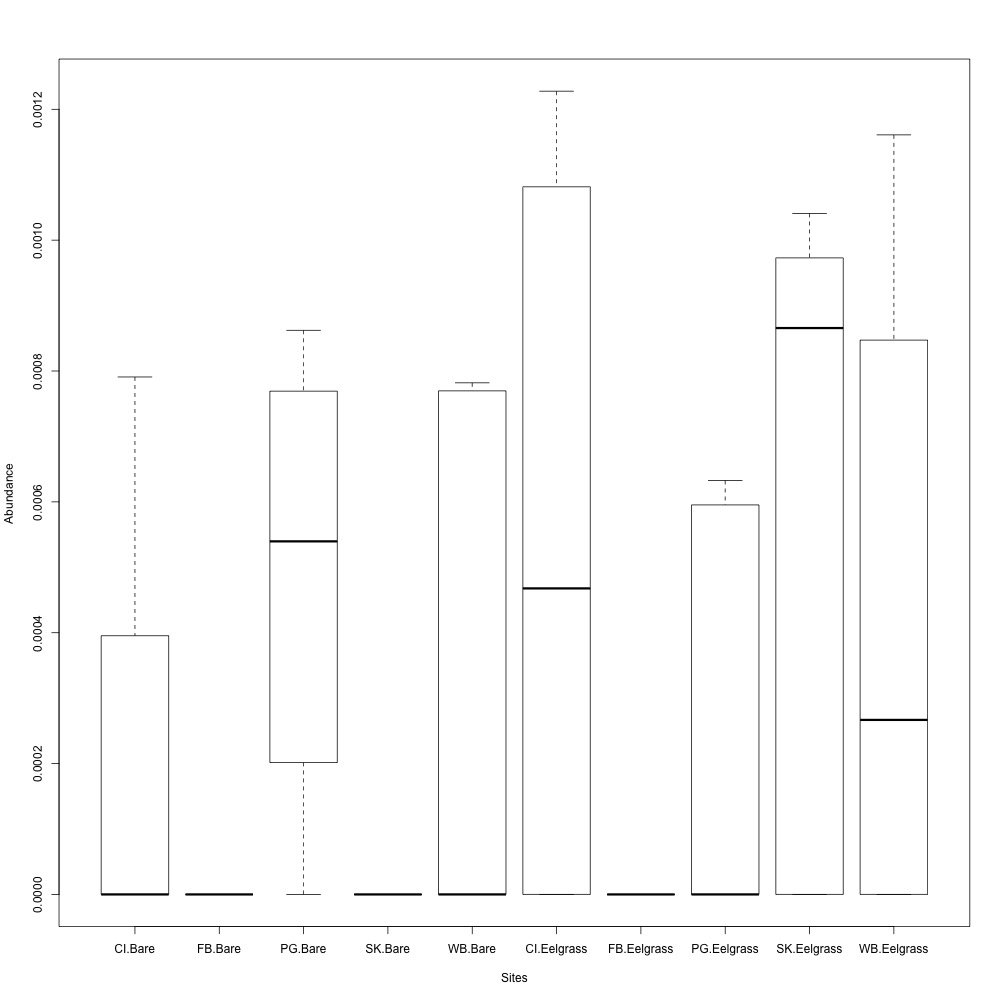 Abundance
0.0012
0.0010
0.0008
0.0006
0.0004
0.0002
0.0000
CI.Bare FB.Bare PG.Bare SK.Bare WB.Bare CI.Eelgrass FB.Eelgrass PG.Eelgrass SK.Eelgrass WB.Eelgrass
Sites